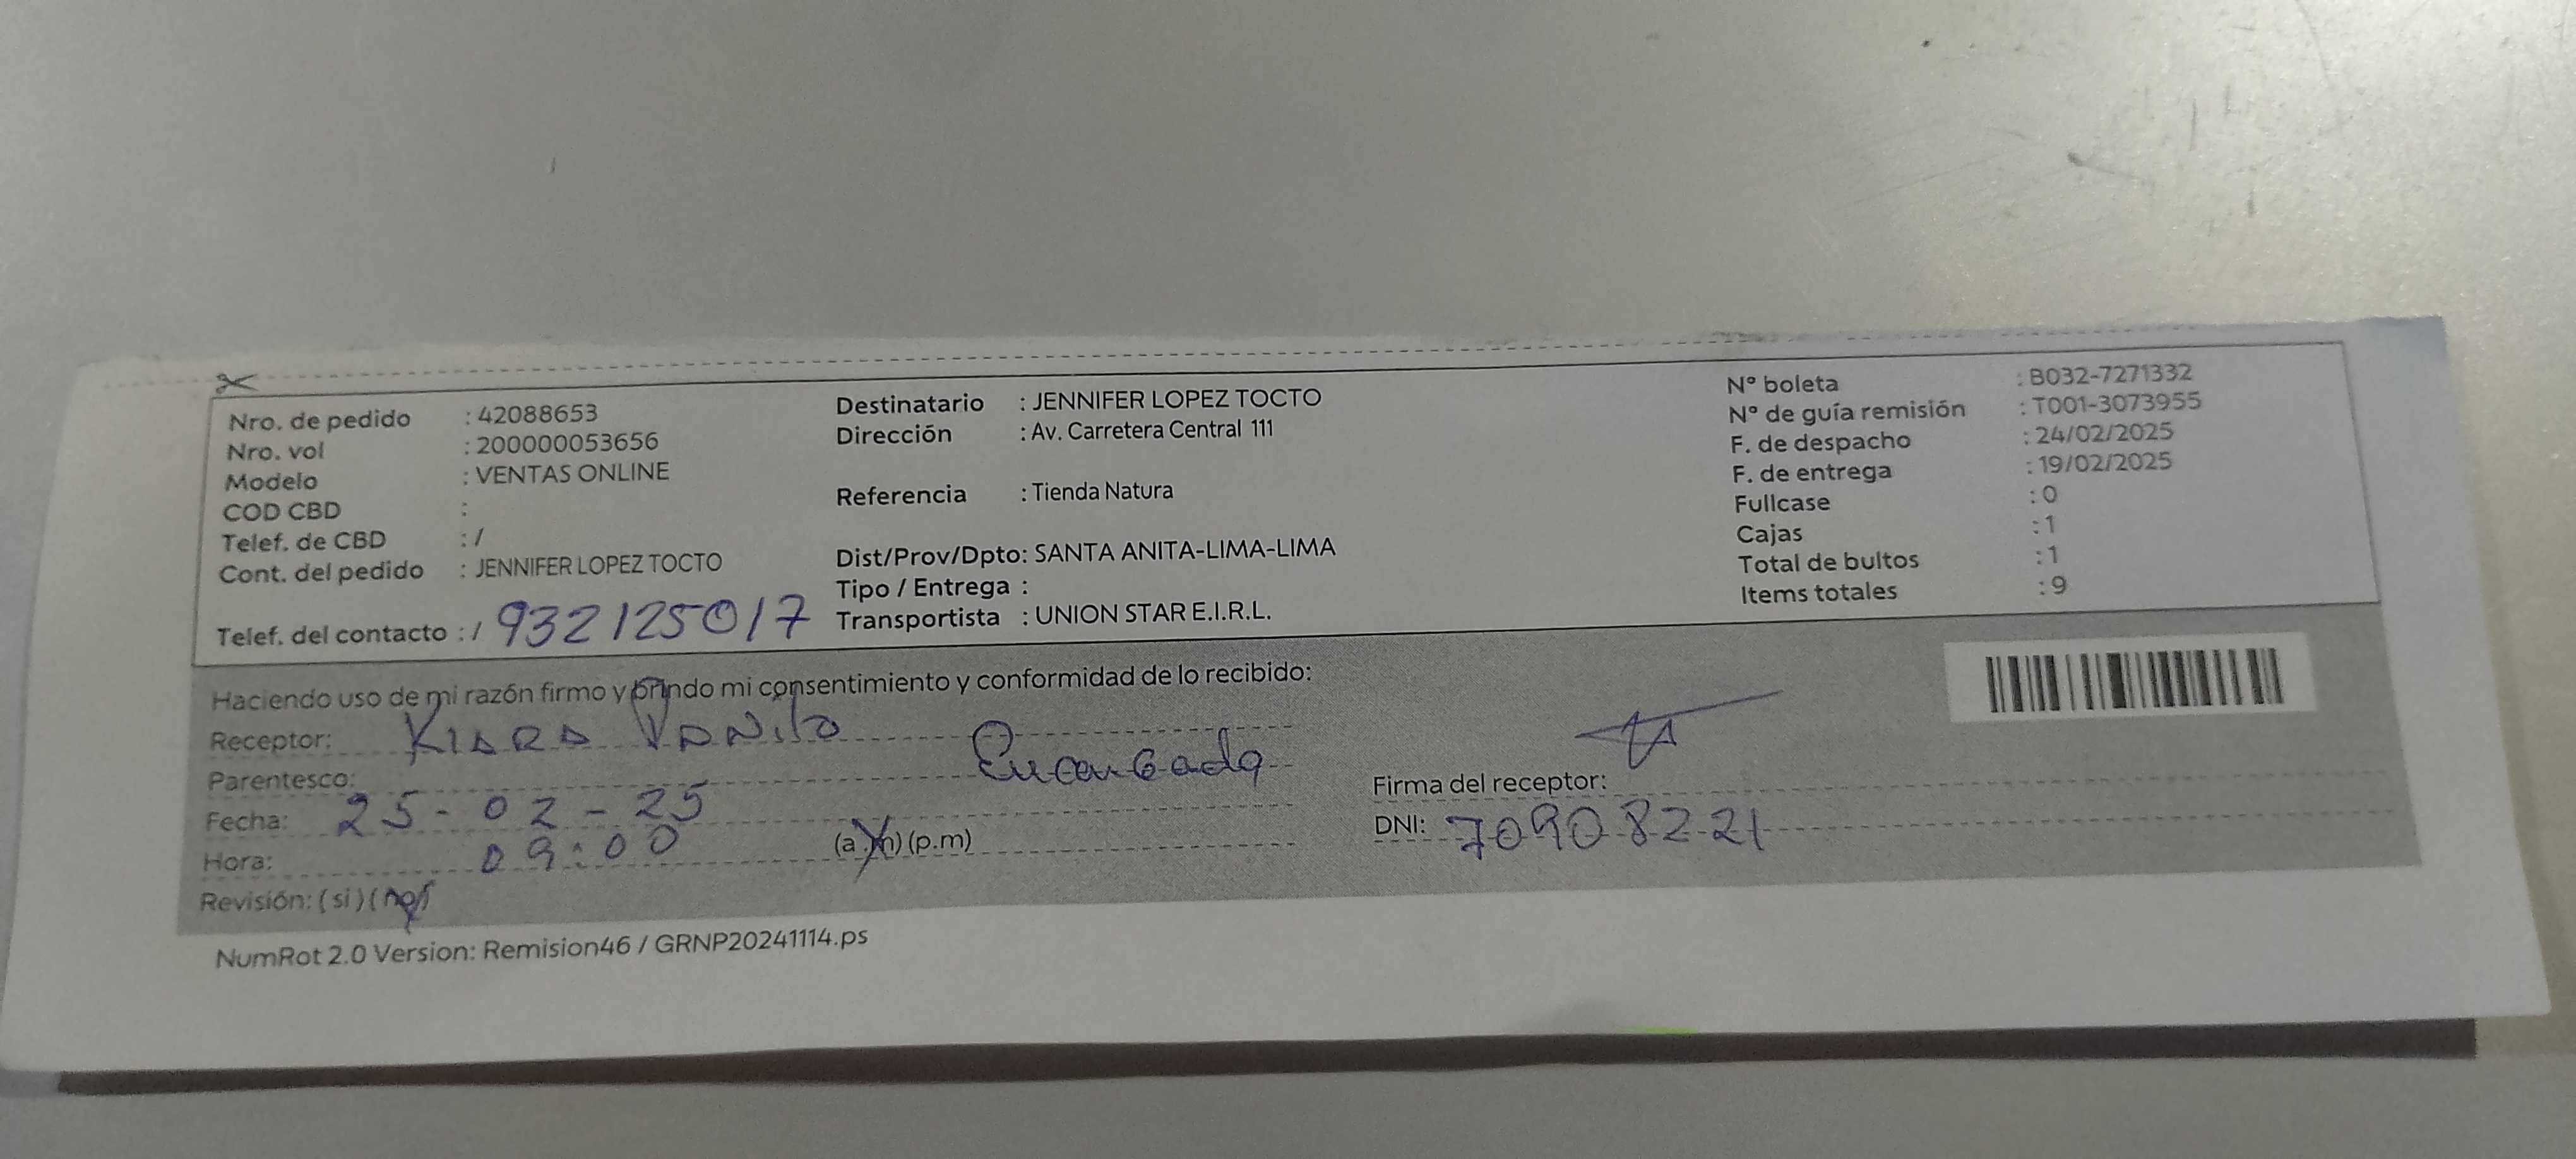 Nro. de pedido : 42088653
Nro. vol : 200000053656
Modelo : VENTAS ONLINE
COD CBD :
Telef. de CBD : /
Cont. del pedido : JENNIFER LOPEZ TOCTO
Telef. del contacto : / 932125017
Destinatario : JENNIFER LOPEZ TOCTO
Dirección : Av. Carretera Central 111
Referencia : Tienda Natura
Dist/Prov/Dpto: SANTA ANITA-LIMA-LIMA
Tipo / Entrega :
Transportista : UNION STAR E.I.R.L.
N° boleta : B032-7271332
N° de guía remisión : T001-3073955
F. de despacho : 24/02/2025
F. de entrega : 19/02/2025
Fullcase : 0
Cajas : 1
Total de bultos : 1
Items totales : 9
Haciendo uso de mi razón firmo y brindo mi consentimiento y conformidad de lo recibido:
Receptor: KIARA
Parentesco: Encargada
Fecha: 25-02-25
Hora: 09:00 (a.m) (p.m)
Revisión: (si) (no)
Firma del receptor:
DNI: 70908221
NumRot 2.0 Version: Remision46 / GRNP20241114.ps